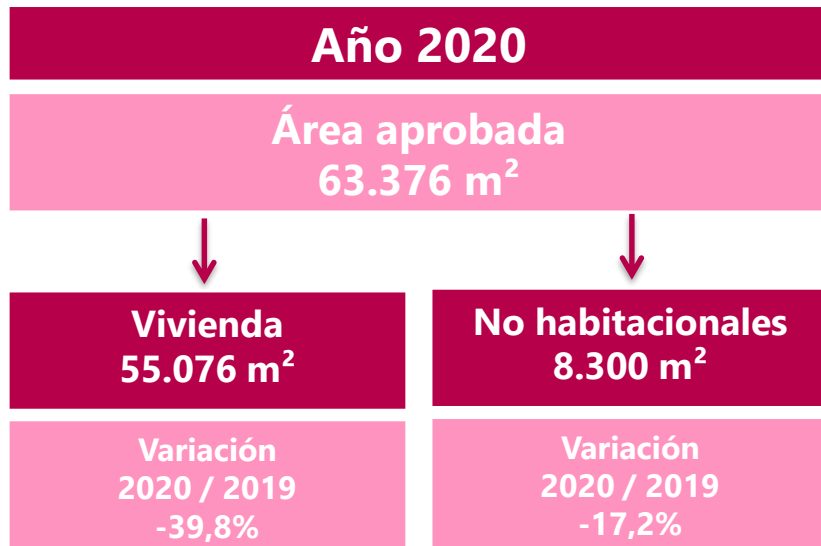 Año 2020
Área aprobada
63.376 m²
Vivienda
55.076 m²
No habitacionales
8.300 m²
Variación
2020 / 2019
-39,8%
Variación
2020 / 2019
-17,2%